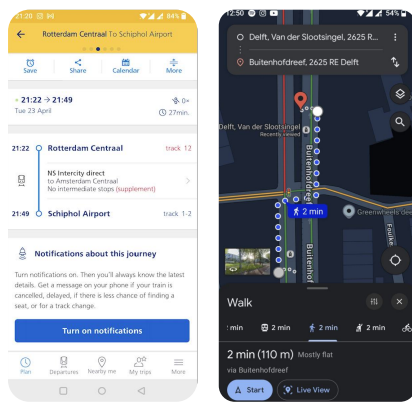 21:20
84%
Rotterdam Centraal To Schiphol Airport
Save
Share
Calendar
More
21:22 → 21:49
0×
Tue 23 April
27min.
21:22
Rotterdam Centraal
track 12
NS Intercity direct
to Amsterdam Centraal
No intermediate stops (supplement)
21:49
Schiphol Airport
track 1-2
Notifications about this journey
Turn notifications on. Then you'll always know the latest
details. Get a message on your phone if your train is
cancelled, delayed, if there is less chance of finding a
seat, or for a track change.
Turn on notifications
Plan
Departures
Nearby me
My trips
More
12:50
54%
Delft, Van der Slootsingel, 2625 R...
Buitenhofdreef, 2625 RE Delft
Delft, Van der Slootsingel
Recently viewed
Buitenhofdreef
2 min
Greenwheels dee
Foulke
Buitenhof
Walk
min
2 min
2 min
2 min
2 min (110 m) Mostly flat
via Buitenhofdreef
Start
Live View